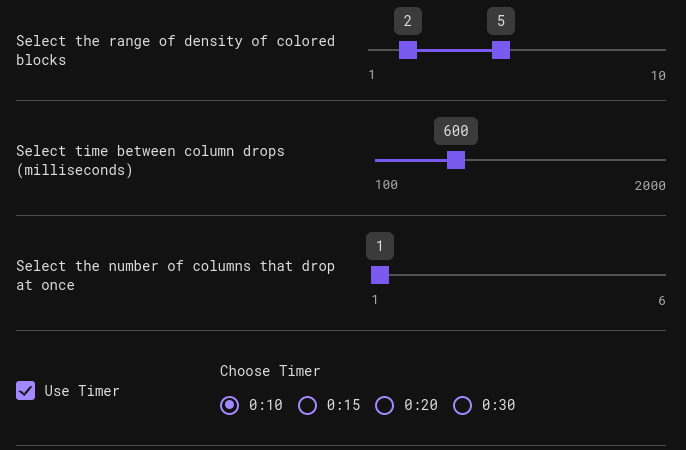 2 5
Select the range of density of colored
blocks
1 10
600
Select time between column drops
(milliseconds)
100 2000
1
Select the number of columns that drop
at once
1 6
Choose Timer
Use Timer
0:10 0:15 0:20 0:30